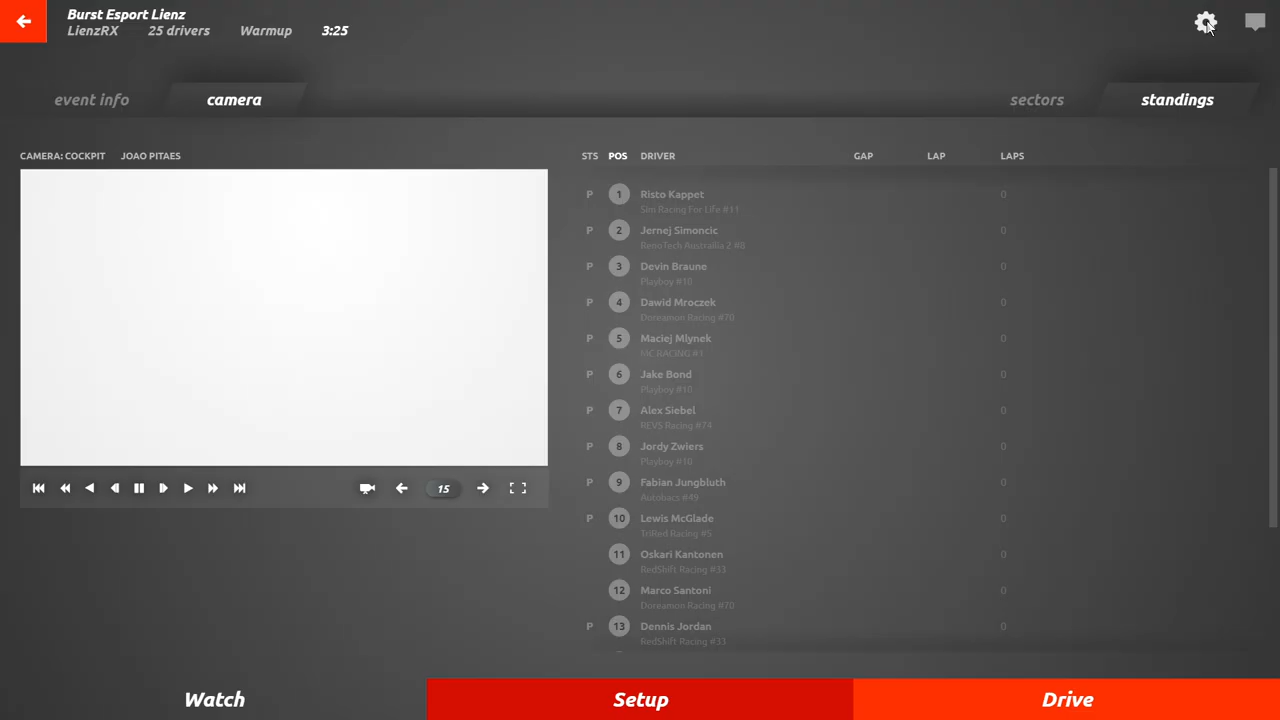 Burst Esport Lienz
LienzRX 25 drivers Warmup 3:25
event info camera sectors standings
CAMERA: COCKPIT JOAO PITAES
STS POS DRIVER GAP LAP LAPS
P 1 Risto Kappet 0
Sim Racing For Life #11
P 2 Jernej Simoncic 0
RenoTech Australlia 2 #8
P 3 Devin Braune 0
Playboy #10
P 4 Dawid Mroczek 0
Doreamon Racing #70
P 5 Maciej Mlynek 0
MC RACING #1
P 6 Jake Bond 0
Playboy #10
P 7 Alex Siebel 0
REVS Racing #74
P 8 Jordy Zwiers 0
Playboy #10
P 9 Fabian Jungbluth 0
Autobacs #49
P 10 Lewis McGlade 0
TriRed Racing #5
11 Oskari Kantonen 0
RedShift Racing #33
12 Marco Santoni 0
Doreamon Racing #70
P 13 Dennis Jordan 0
RedShift Racing #33
15
Watch Setup Drive